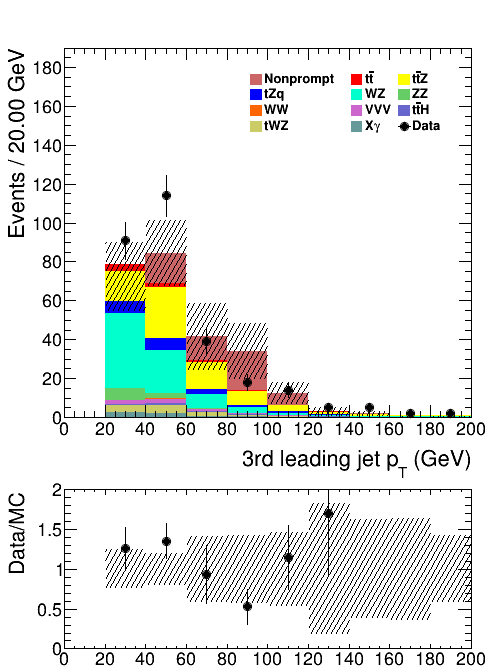 Events / 20.00 GeV
180
160
140
120
100
80
60
40
20
0
Nonprompt tt̄ tt̄Z
tZq WZ ZZ
WW VVV tt̄H
tWZ Xγ Data
0 20 40 60 80 100 120 140 160 180 200
3rd leading jet p_T (GeV)
Data/MC
2
1.5
1
0.5
0
0 20 40 60 80 100 120 140 160 180 200